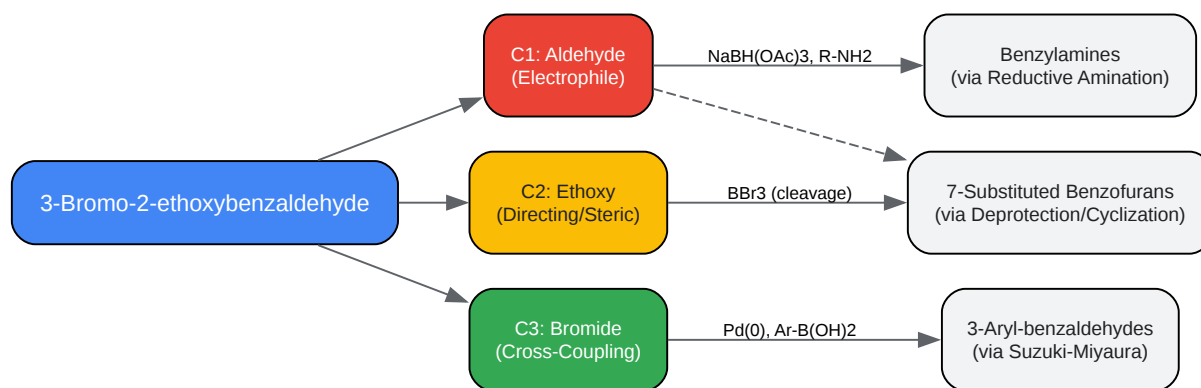 C1: Aldehyde
(Electrophile)
NaBH(OAc)3, R-NH2
Benzylamines
(via Reductive Amination)
3-Bromo-2-ethoxybenzaldehyde
C2: Ethoxy
(Directing/Steric)
BBr3 (cleavage)
7-Substituted Benzofurans
(via Deprotection/Cyclization)
C3: Bromide
(Cross-Coupling)
Pd(0), Ar-B(OH)2
3-Aryl-benzaldehydes
(via Suzuki-Miyaura)